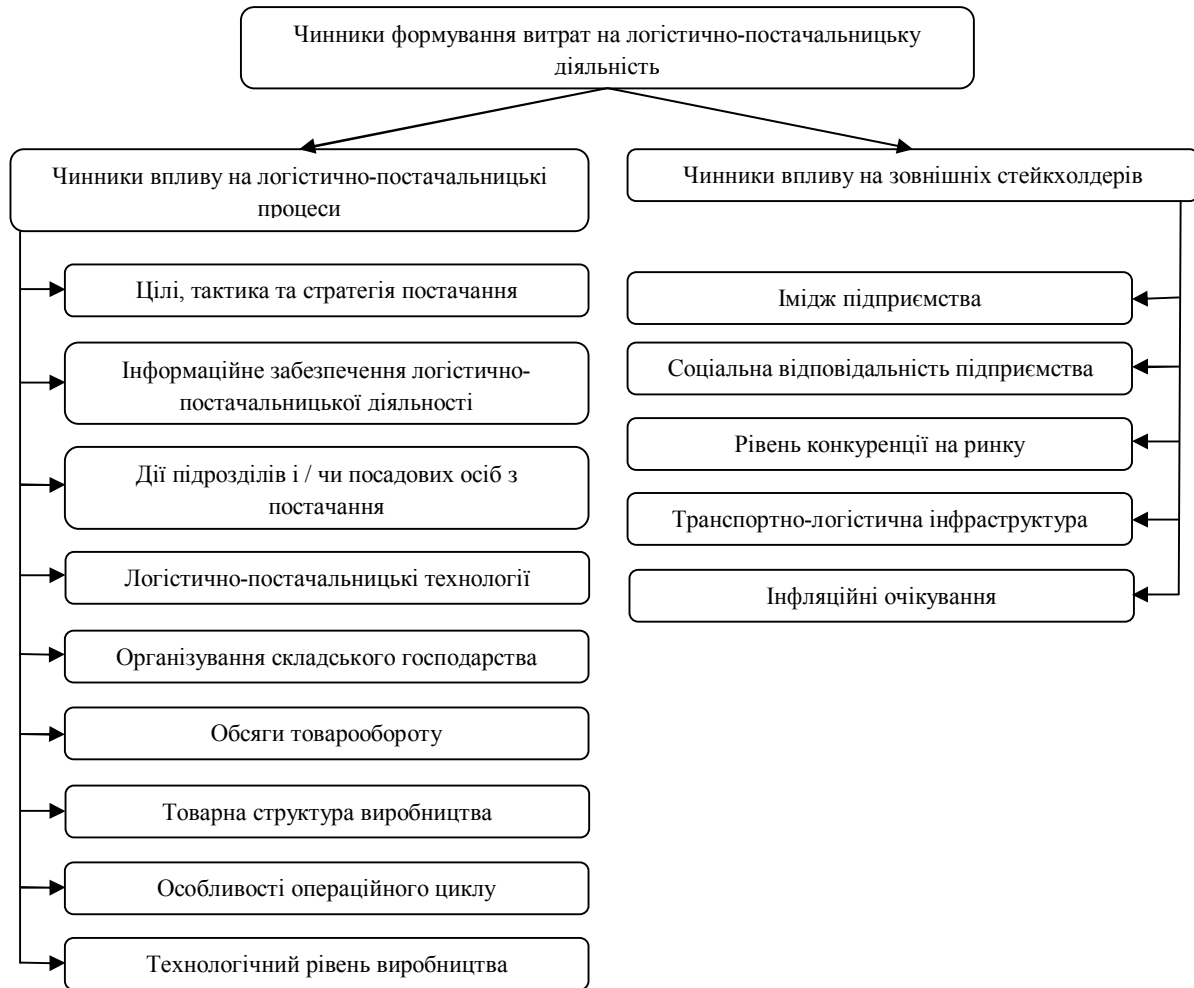 Чинники формування витрат на логістично-постачальницьку
діяльність
Чинники впливу на логістично-постачальницькі
процеси
Цілі, тактика та стратегія постачання
Інформаційне забезпечення логістично-
постачальницької діяльності
Дії підрозділів і / чи посадових осіб з
постачання
Логістично-постачальницькі технології
Організування складського господарства
Обсяги товарообороту
Товарна структура виробництва
Особливості операційного циклу
Технологічний рівень виробництва
Чинники впливу на зовнішніх стейкхолдерів
Імідж підприємства
Соціальна відповідальність підприємства
Рівень конкуренції на ринку
Транспортно-логістична інфраструктура
Інфляційні очікування